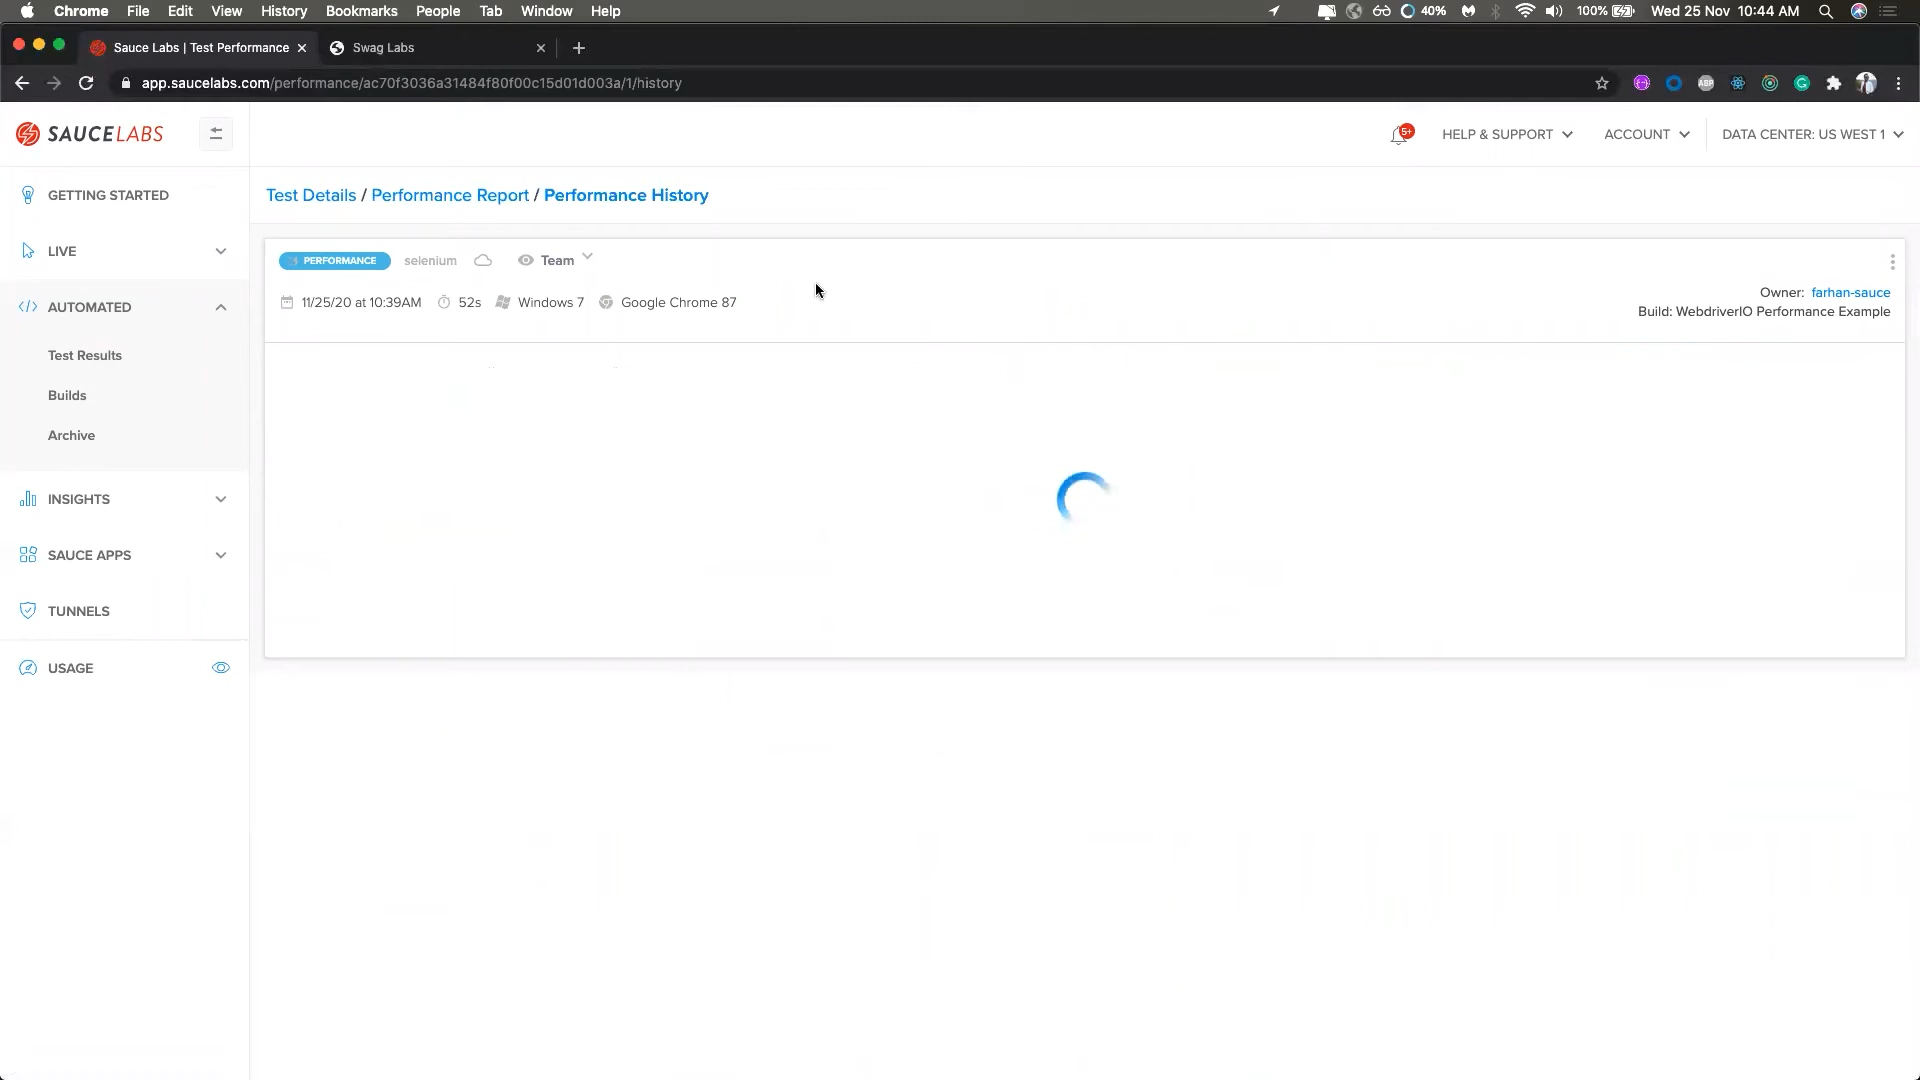 Chrome File Edit View History Bookmarks People Tab Window Help 40% 100% Wed 25 Nov 10:44 AM
Sauce Labs | Test Performance Swag Labs
app.saucelabs.com/performance/ac70f3036a31484f80f00c15d01d003a/1/history ABP
SAUCELABS 5+ HELP & SUPPORT ACCOUNT DATA CENTER: US WEST 1
GETTING STARTED
LIVE
AUTOMATED
Test Results
Builds
Archive
INSIGHTS
SAUCE APPS
TUNNELS
USAGE
Test Details / Performance Report / Performance History
PERFORMANCE selenium Team
11/25/20 at 10:39AM 52s Windows 7 Google Chrome 87
Owner: farhan-sauce
Build: WebdriverIO Performance Example